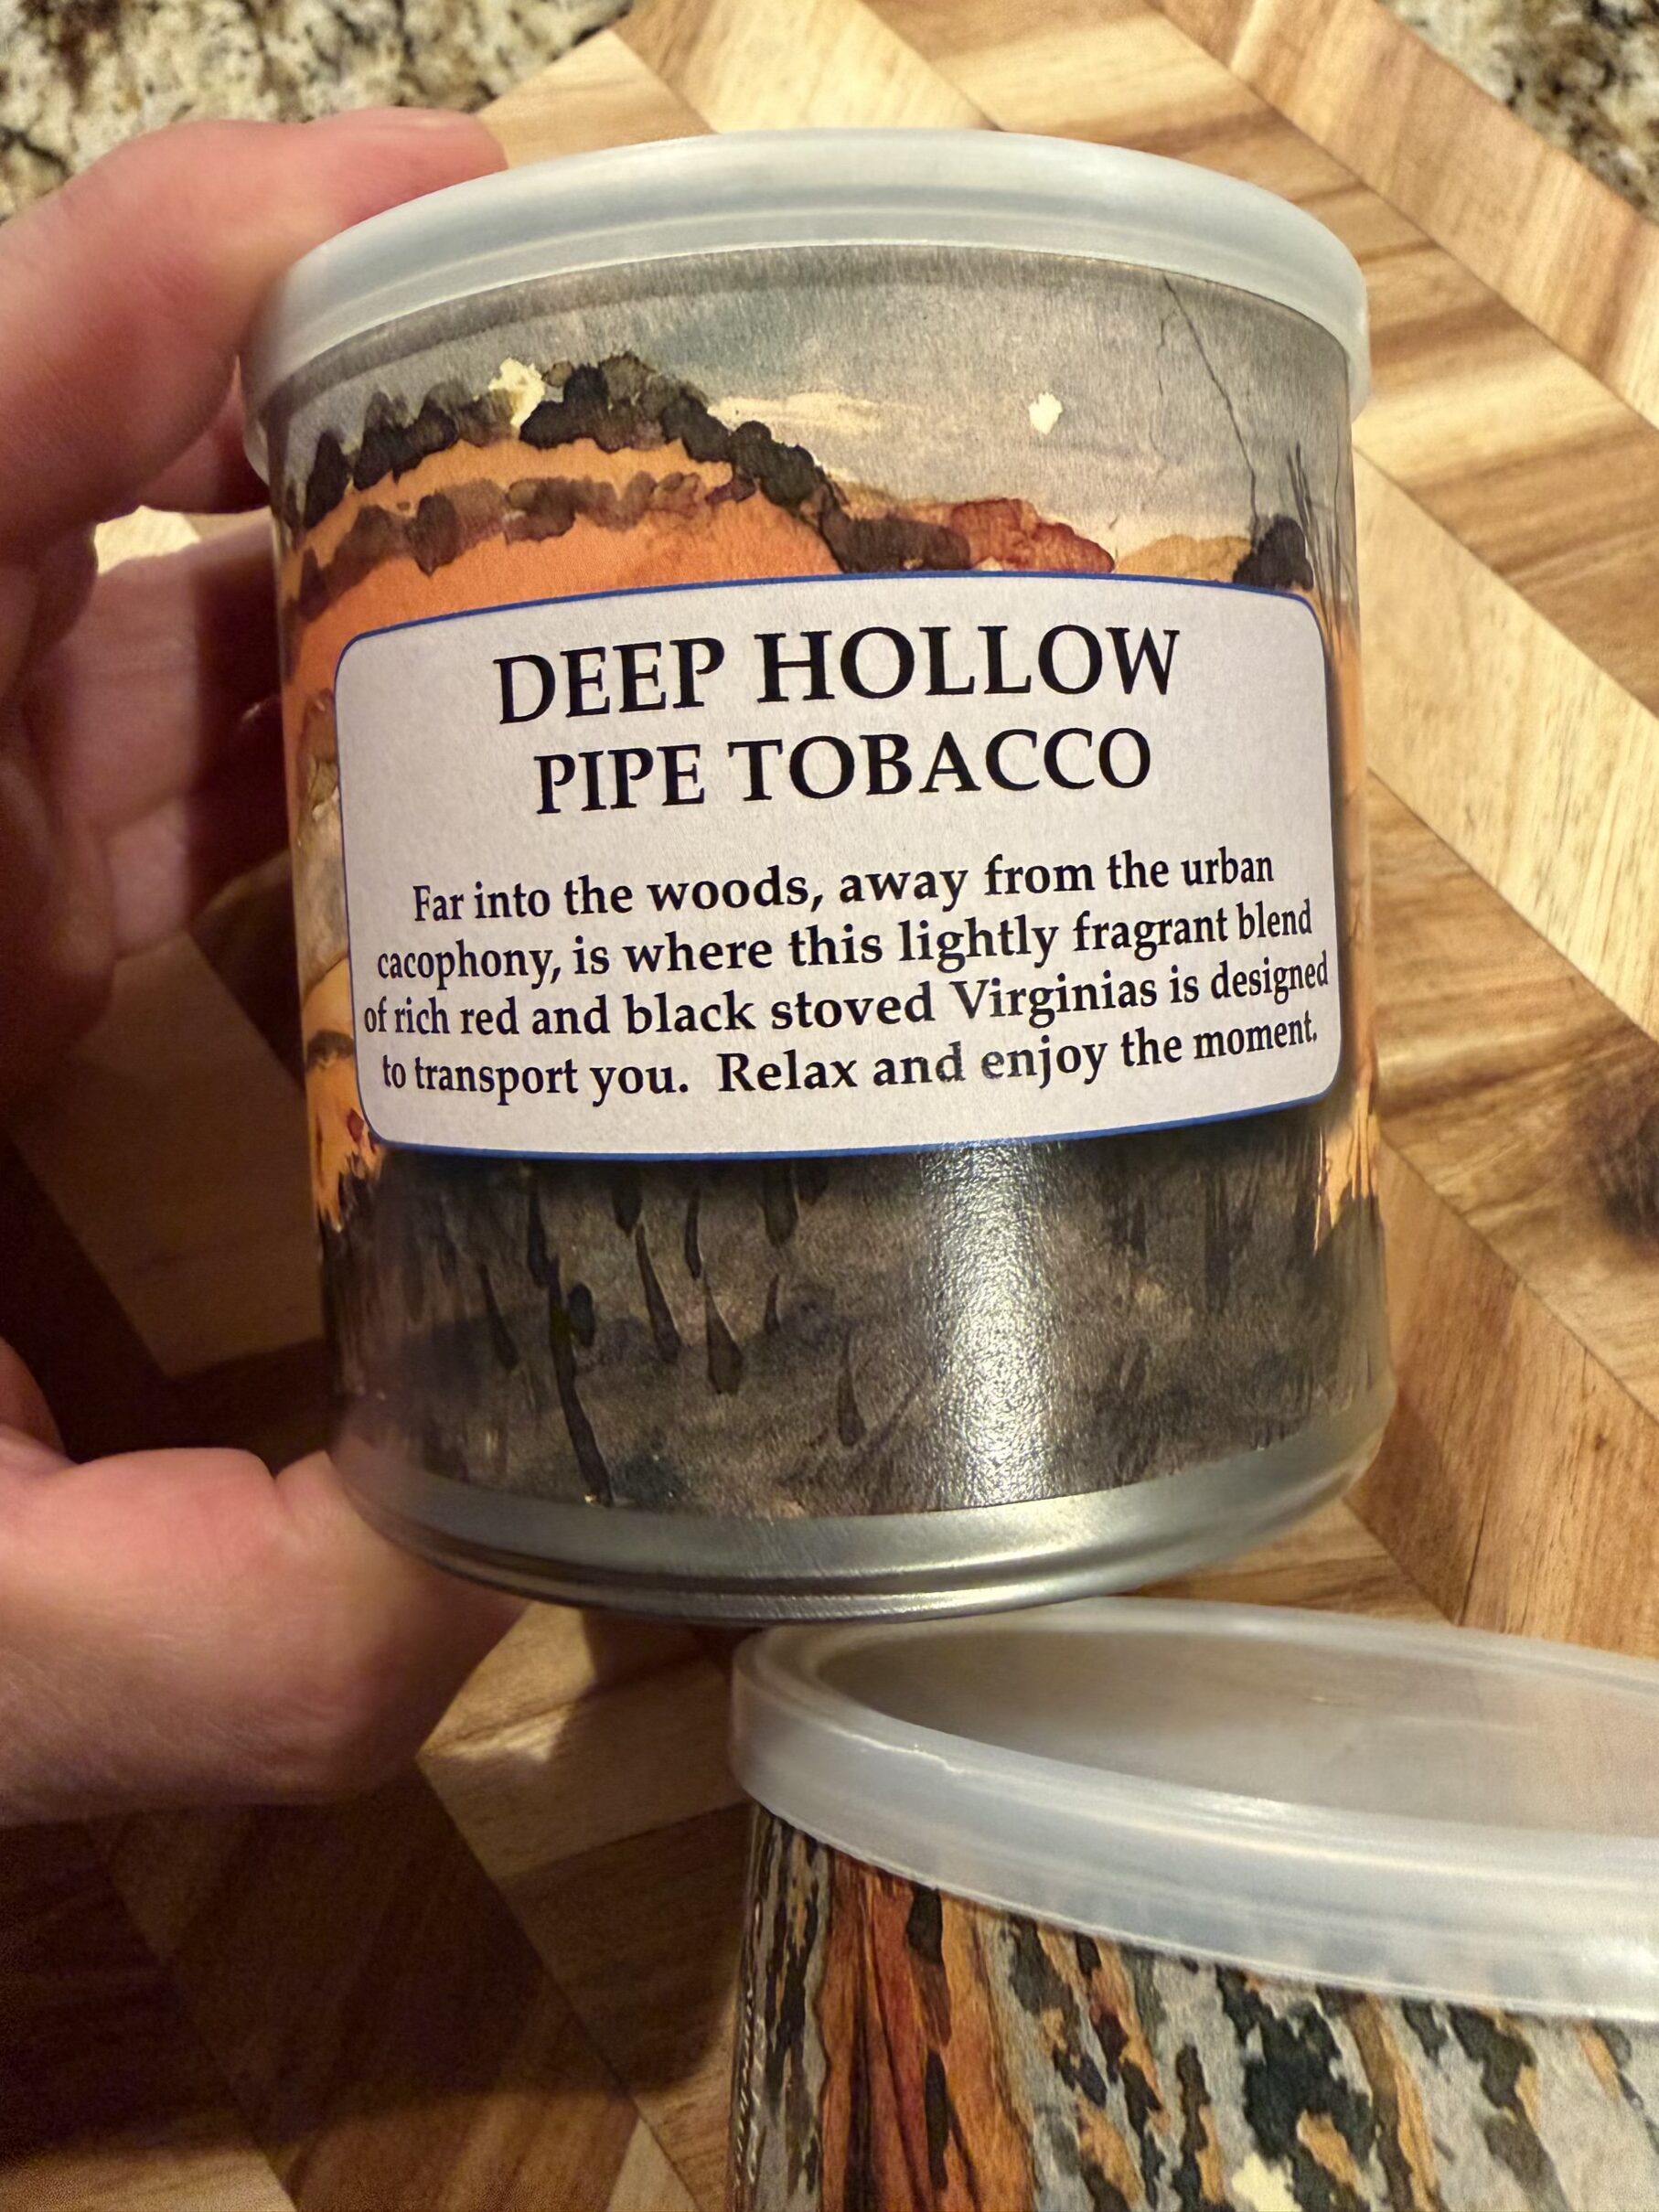 DEEP HOLLOW
PIPE TOBACCO
Far into the woods, away from the urban
cacophony, is where this lightly fragrant blend
of rich red and black stoved Virginias is designed
to transport you. Relax and enjoy the moment.